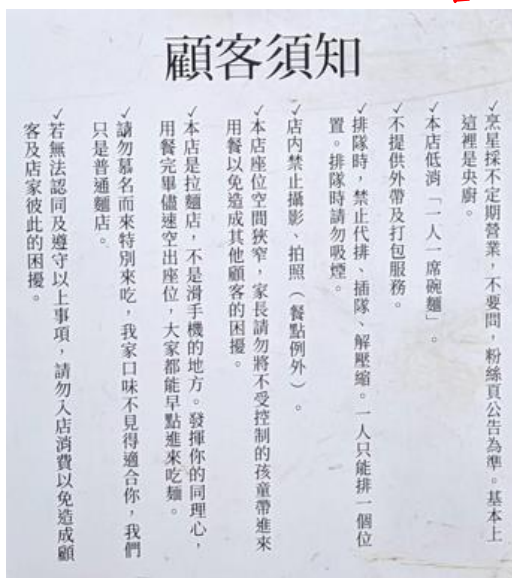 顧客須知
✓烹星採不定期營業，不要問，粉絲頁公告為準。基本上
這裡是央廚。
✓本店低消「一人一席碗麵」。
✓不提供外帶及打包服務。
✓排隊時，禁止代排、插隊、解壓縮。一人只能排一個位
置。排隊時請勿吸煙。
✓店內禁止攝影、拍照（餐點例外）。
✓本店座位空間狹窄，家長請勿將不受控制的孩童帶進來
用餐以免造成其他顧客的困擾。
✓本店是拉麵店，不是滑手機的地方。發揮你的同理心，
用餐完畢儘速空出座位，大家都能早點進來吃麵。
✓請勿慕名而來特別來吃，我家口味不見得適合你，我們
只是普通麵店。
✓若無法認同及遵守以上事項，請勿入店消費以免造成顧
客及店家彼此的困擾。